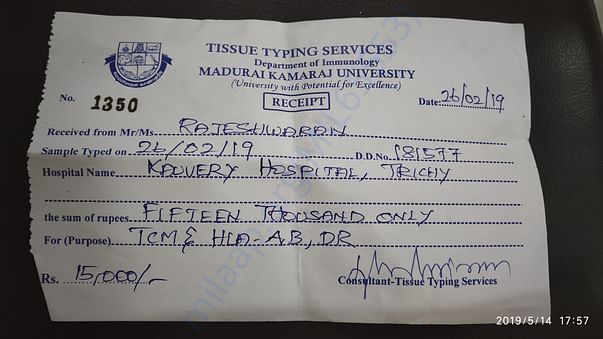 TISSUE TYPING SERVICES
Department of Immunology
MADURAI KAMARAJ UNIVERSITY
(University with Potential for Excellence)
No. 1350
RECEIPT
Date: 26/02/19
Received from Mr/Ms. RAJESHWARAN
Sample Typed on 26/02/19 D.D.No. 181577
Hospital Name KAUVERY HOSPITAL, TRICHY
the sum of rupees FIFTEEN THOUSAND ONLY
For (Purpose) TCM & HLA-AB, DR
Rs. 15,000/-
Consultant-Tissue Typing Services
2019/5/14 17:57